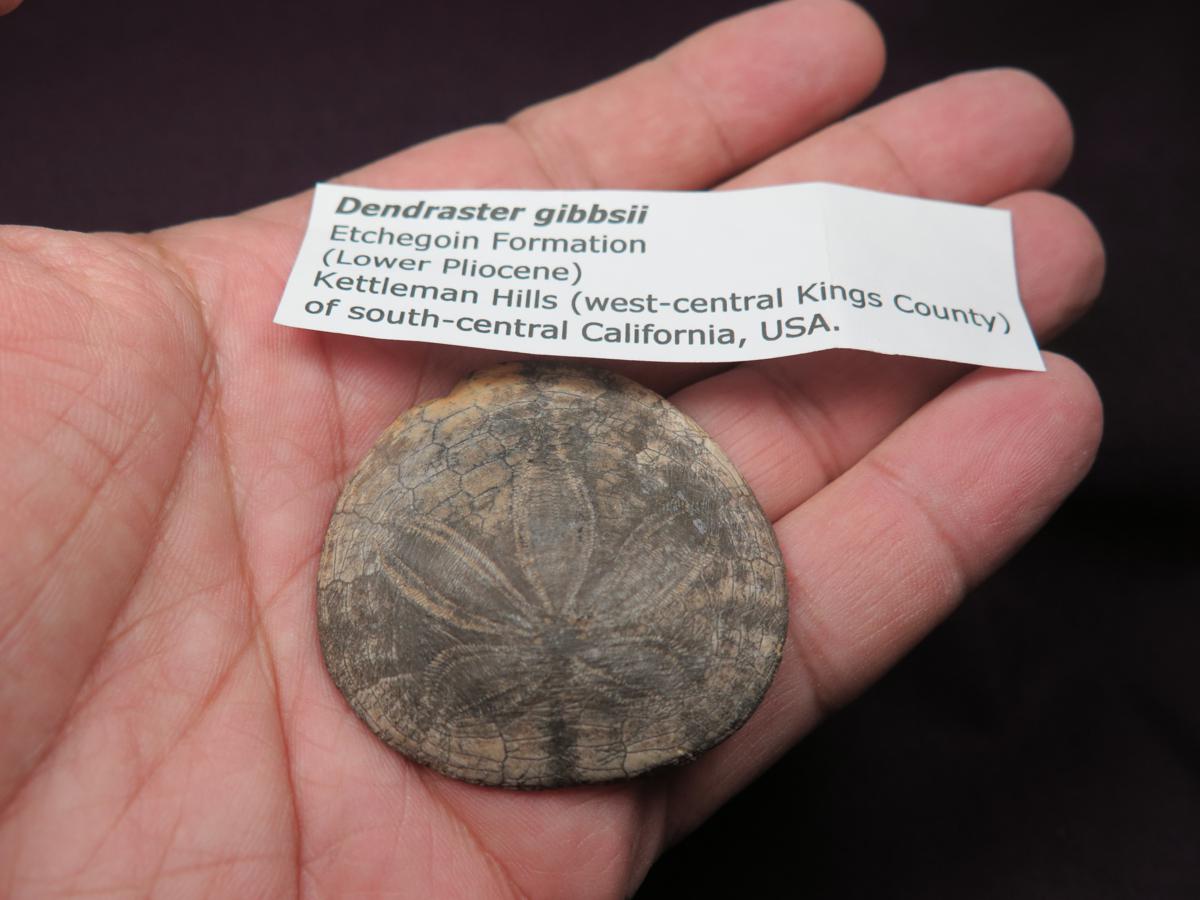 Dendraster gibbsii
Etchegoin Formation
(Lower Pliocene)
Kettleman Hills (west-central Kings County)
of south-central California, USA.